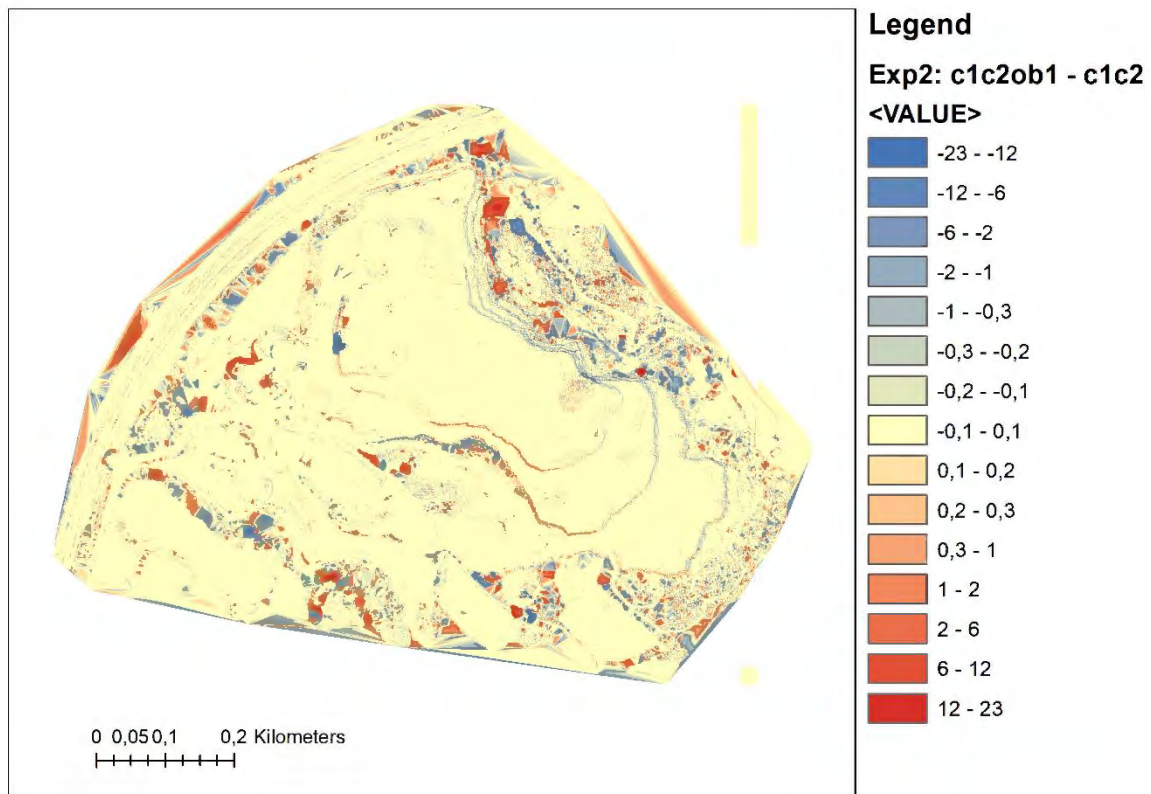 Legend
Exp2: c1c2ob1 - c1c2
<VALUE>
-23 - -12
-12 - -6
-6 - -2
-2 - -1
-1 - -0,3
-0,3 - -0,2
-0,2 - -0,1
-0,1 - 0,1
0,1 - 0,2
0,2 - 0,3
0,3 - 1
1 - 2
2 - 6
6 - 12
12 - 23
0 0,05 0,1 0,2 Kilometers